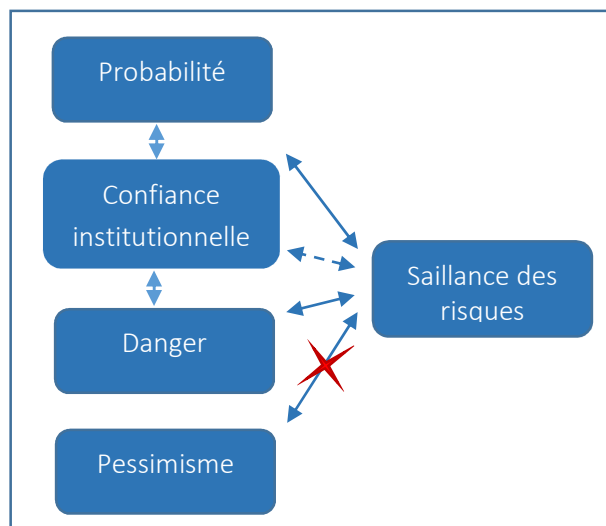 Probabilité
Confiance
institutionnelle
Saillance des
risques
Danger
Pessimisme